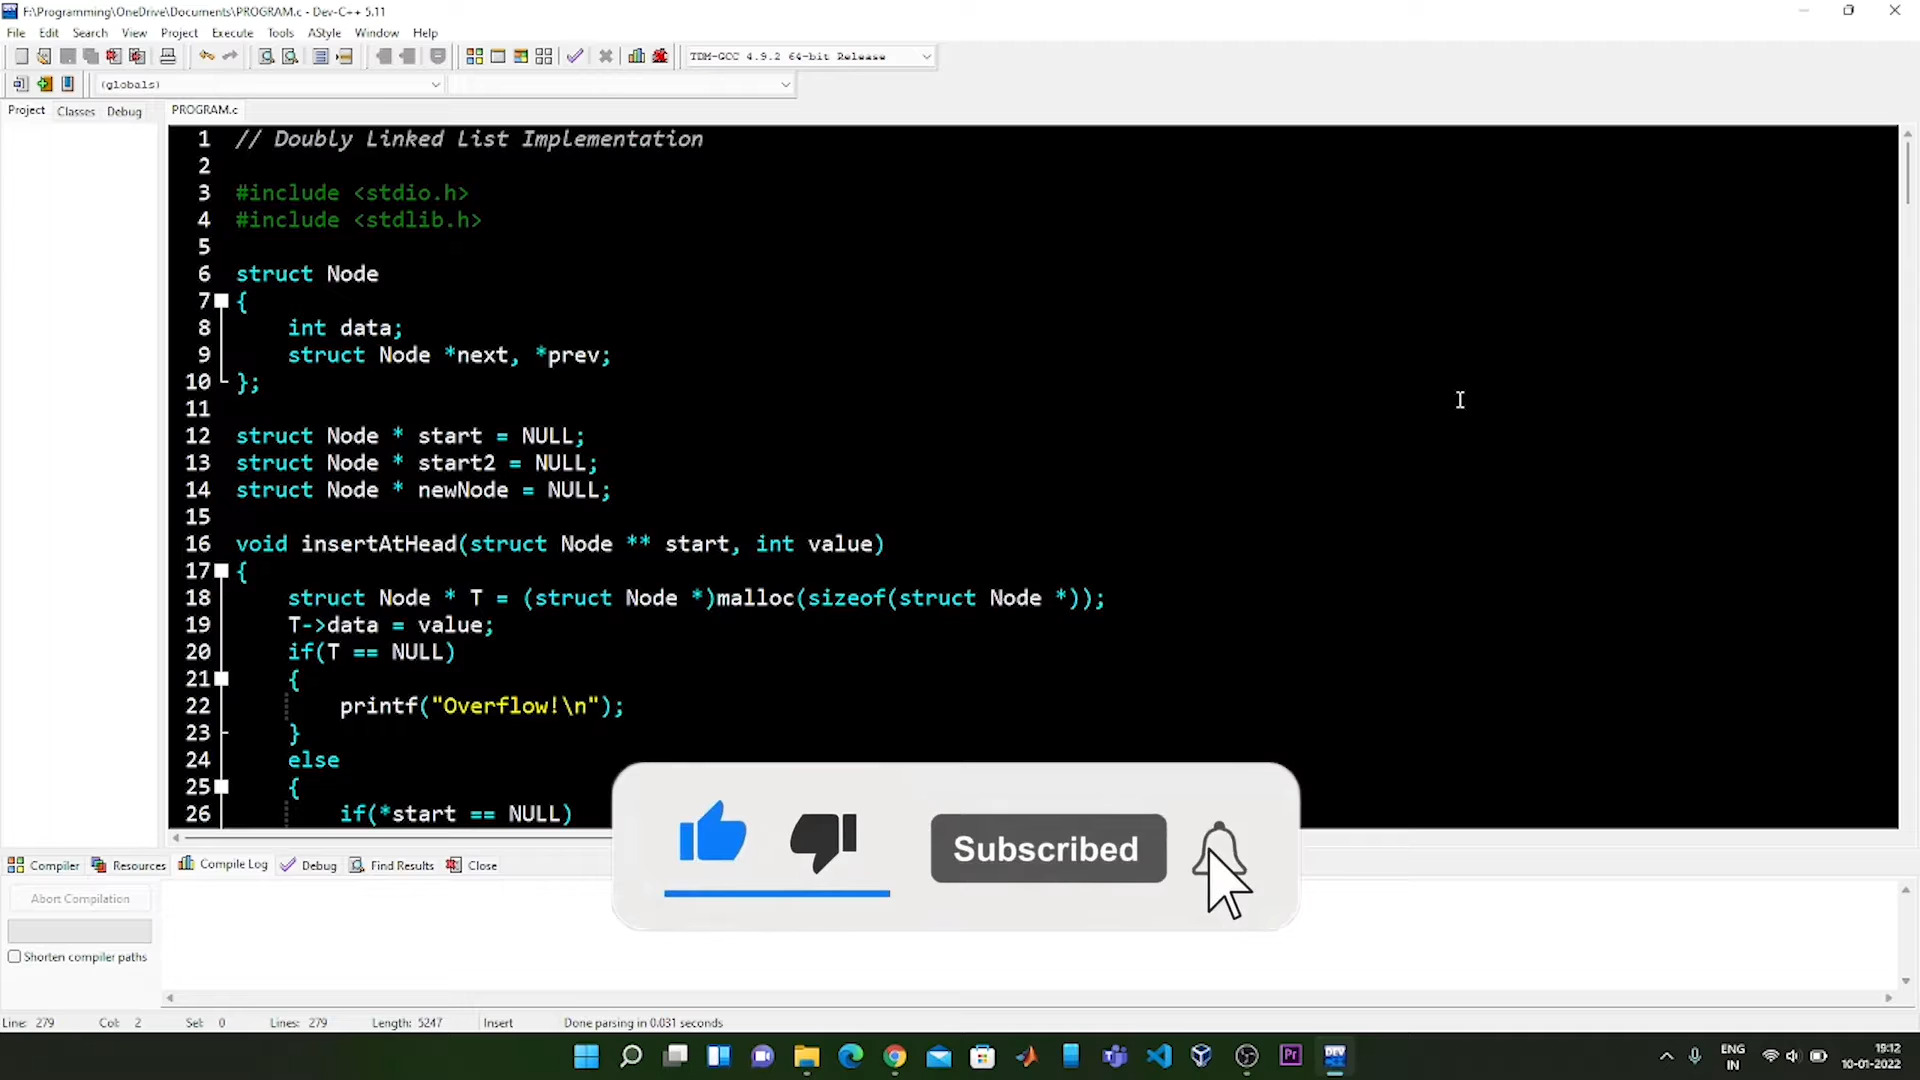 F:\Programming\OneDrive\Documents\PROGRAM.c - Dev-C++ 5.11
File Edit Search View Project Execute Tools AStyle Window Help
TDM-GCC 4.9.2 64-bit Release
(globals)
Project Classes Debug PROGRAM.c
1 // Doubly Linked List Implementation
2
3 #include <stdio.h>
4 #include <stdlib.h>
5
6 struct Node
7 {
8 int data;
9 struct Node *next, *prev;
10 };
11
12 struct Node * start = NULL;
13 struct Node * start2 = NULL;
14 struct Node * newNode = NULL;
15
16 void insertAtHead(struct Node ** start, int value)
17 {
18 struct Node * T = (struct Node *)malloc(sizeof(struct Node *));
19 T->data = value;
20 if(T == NULL)
21 {
22 printf("Overflow!\n");
23 }
24 else
25 {
26 if(*start == NULL)
Compiler Resources Compile Log Debug Find Results Close
Subscribed
Abort Compilation
Shorten compiler paths
Line: 279 Col: 2 Sel: 0 Lines: 279 Length: 5247 Insert Done parsing in 0.031 seconds
Pr
DEV
ENG
IN
19:12
10-01-2022